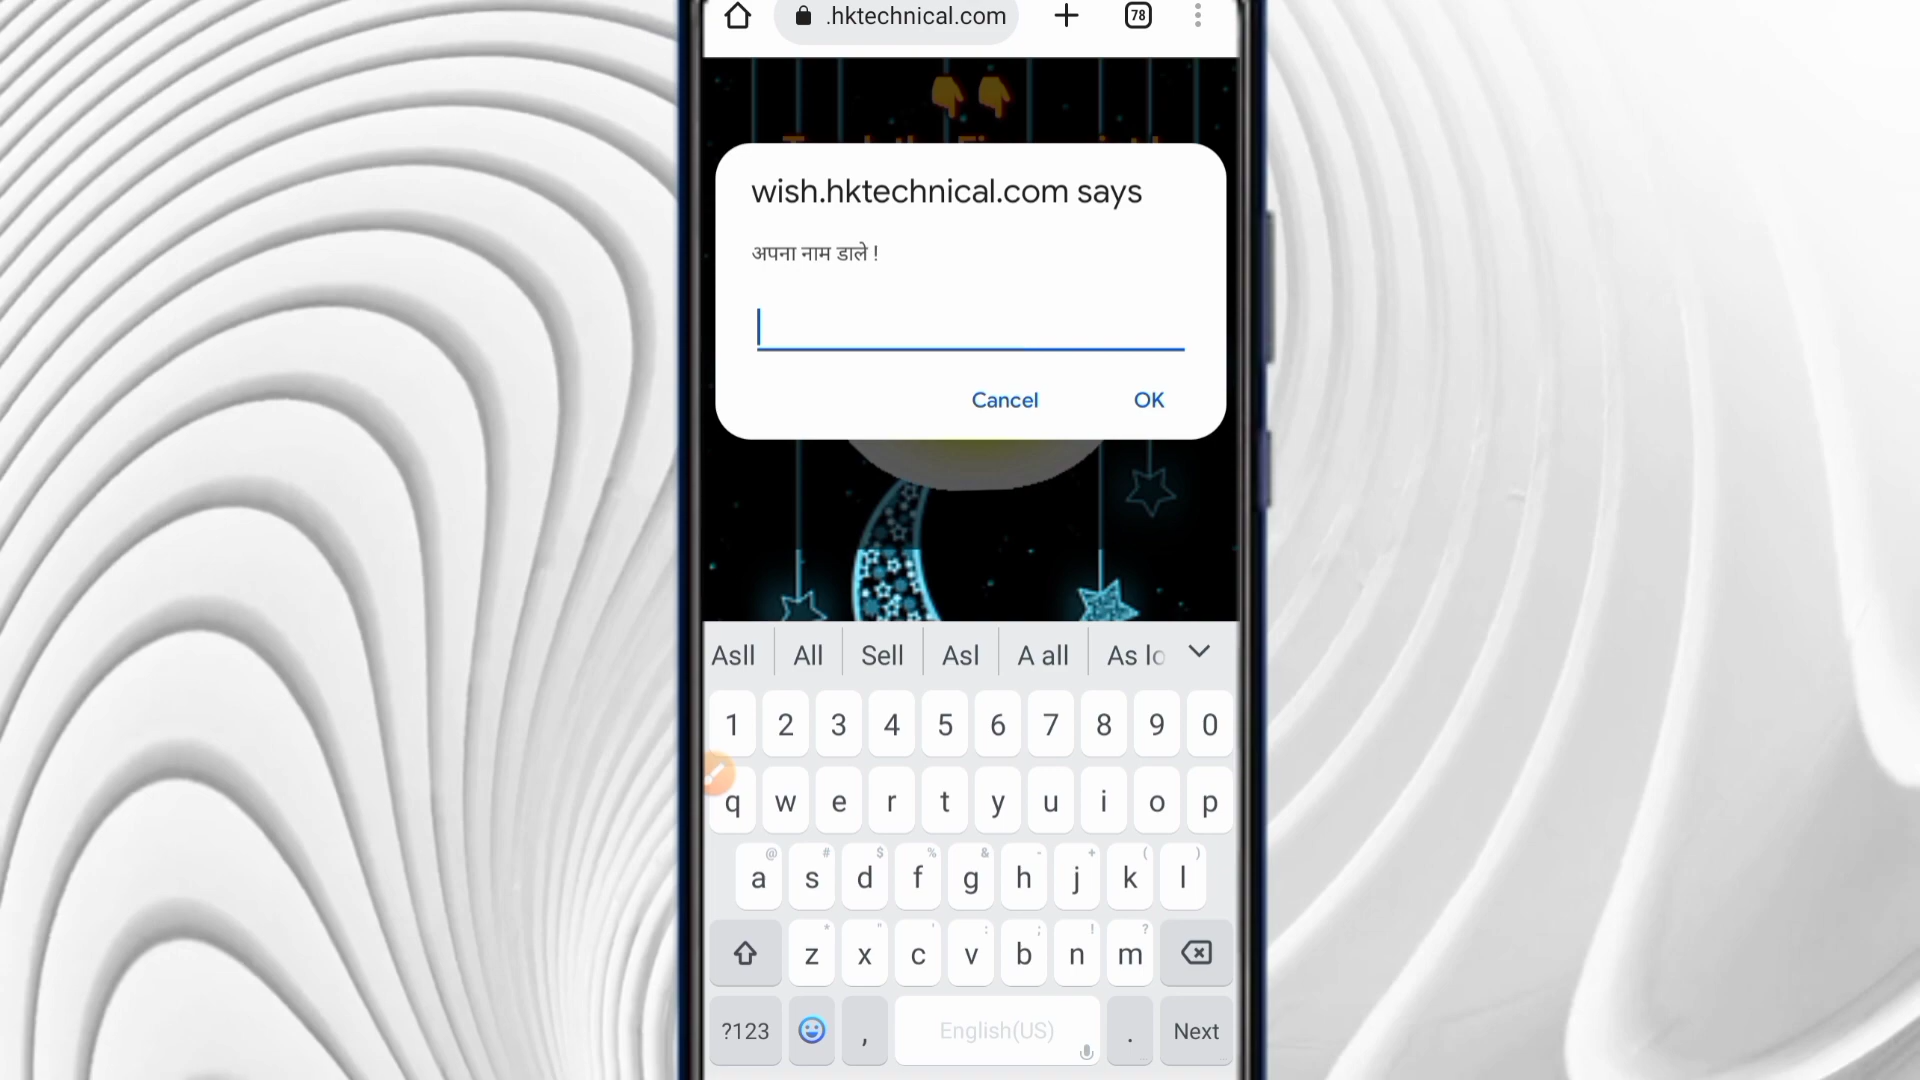 .hktechnical.com 78
wish.hktechnical.com says
अपना नाम डाले !
Cancel OK
Asll All Sell Asl A all As lo
1 2 3 4 5 6 7 8 9 0
q w e r t y u i o p
@ # $ % & - + ( )
a s d f g h j k l
* " ' : ; ! ?
z x c v b n m
?123 , English(US) . Next